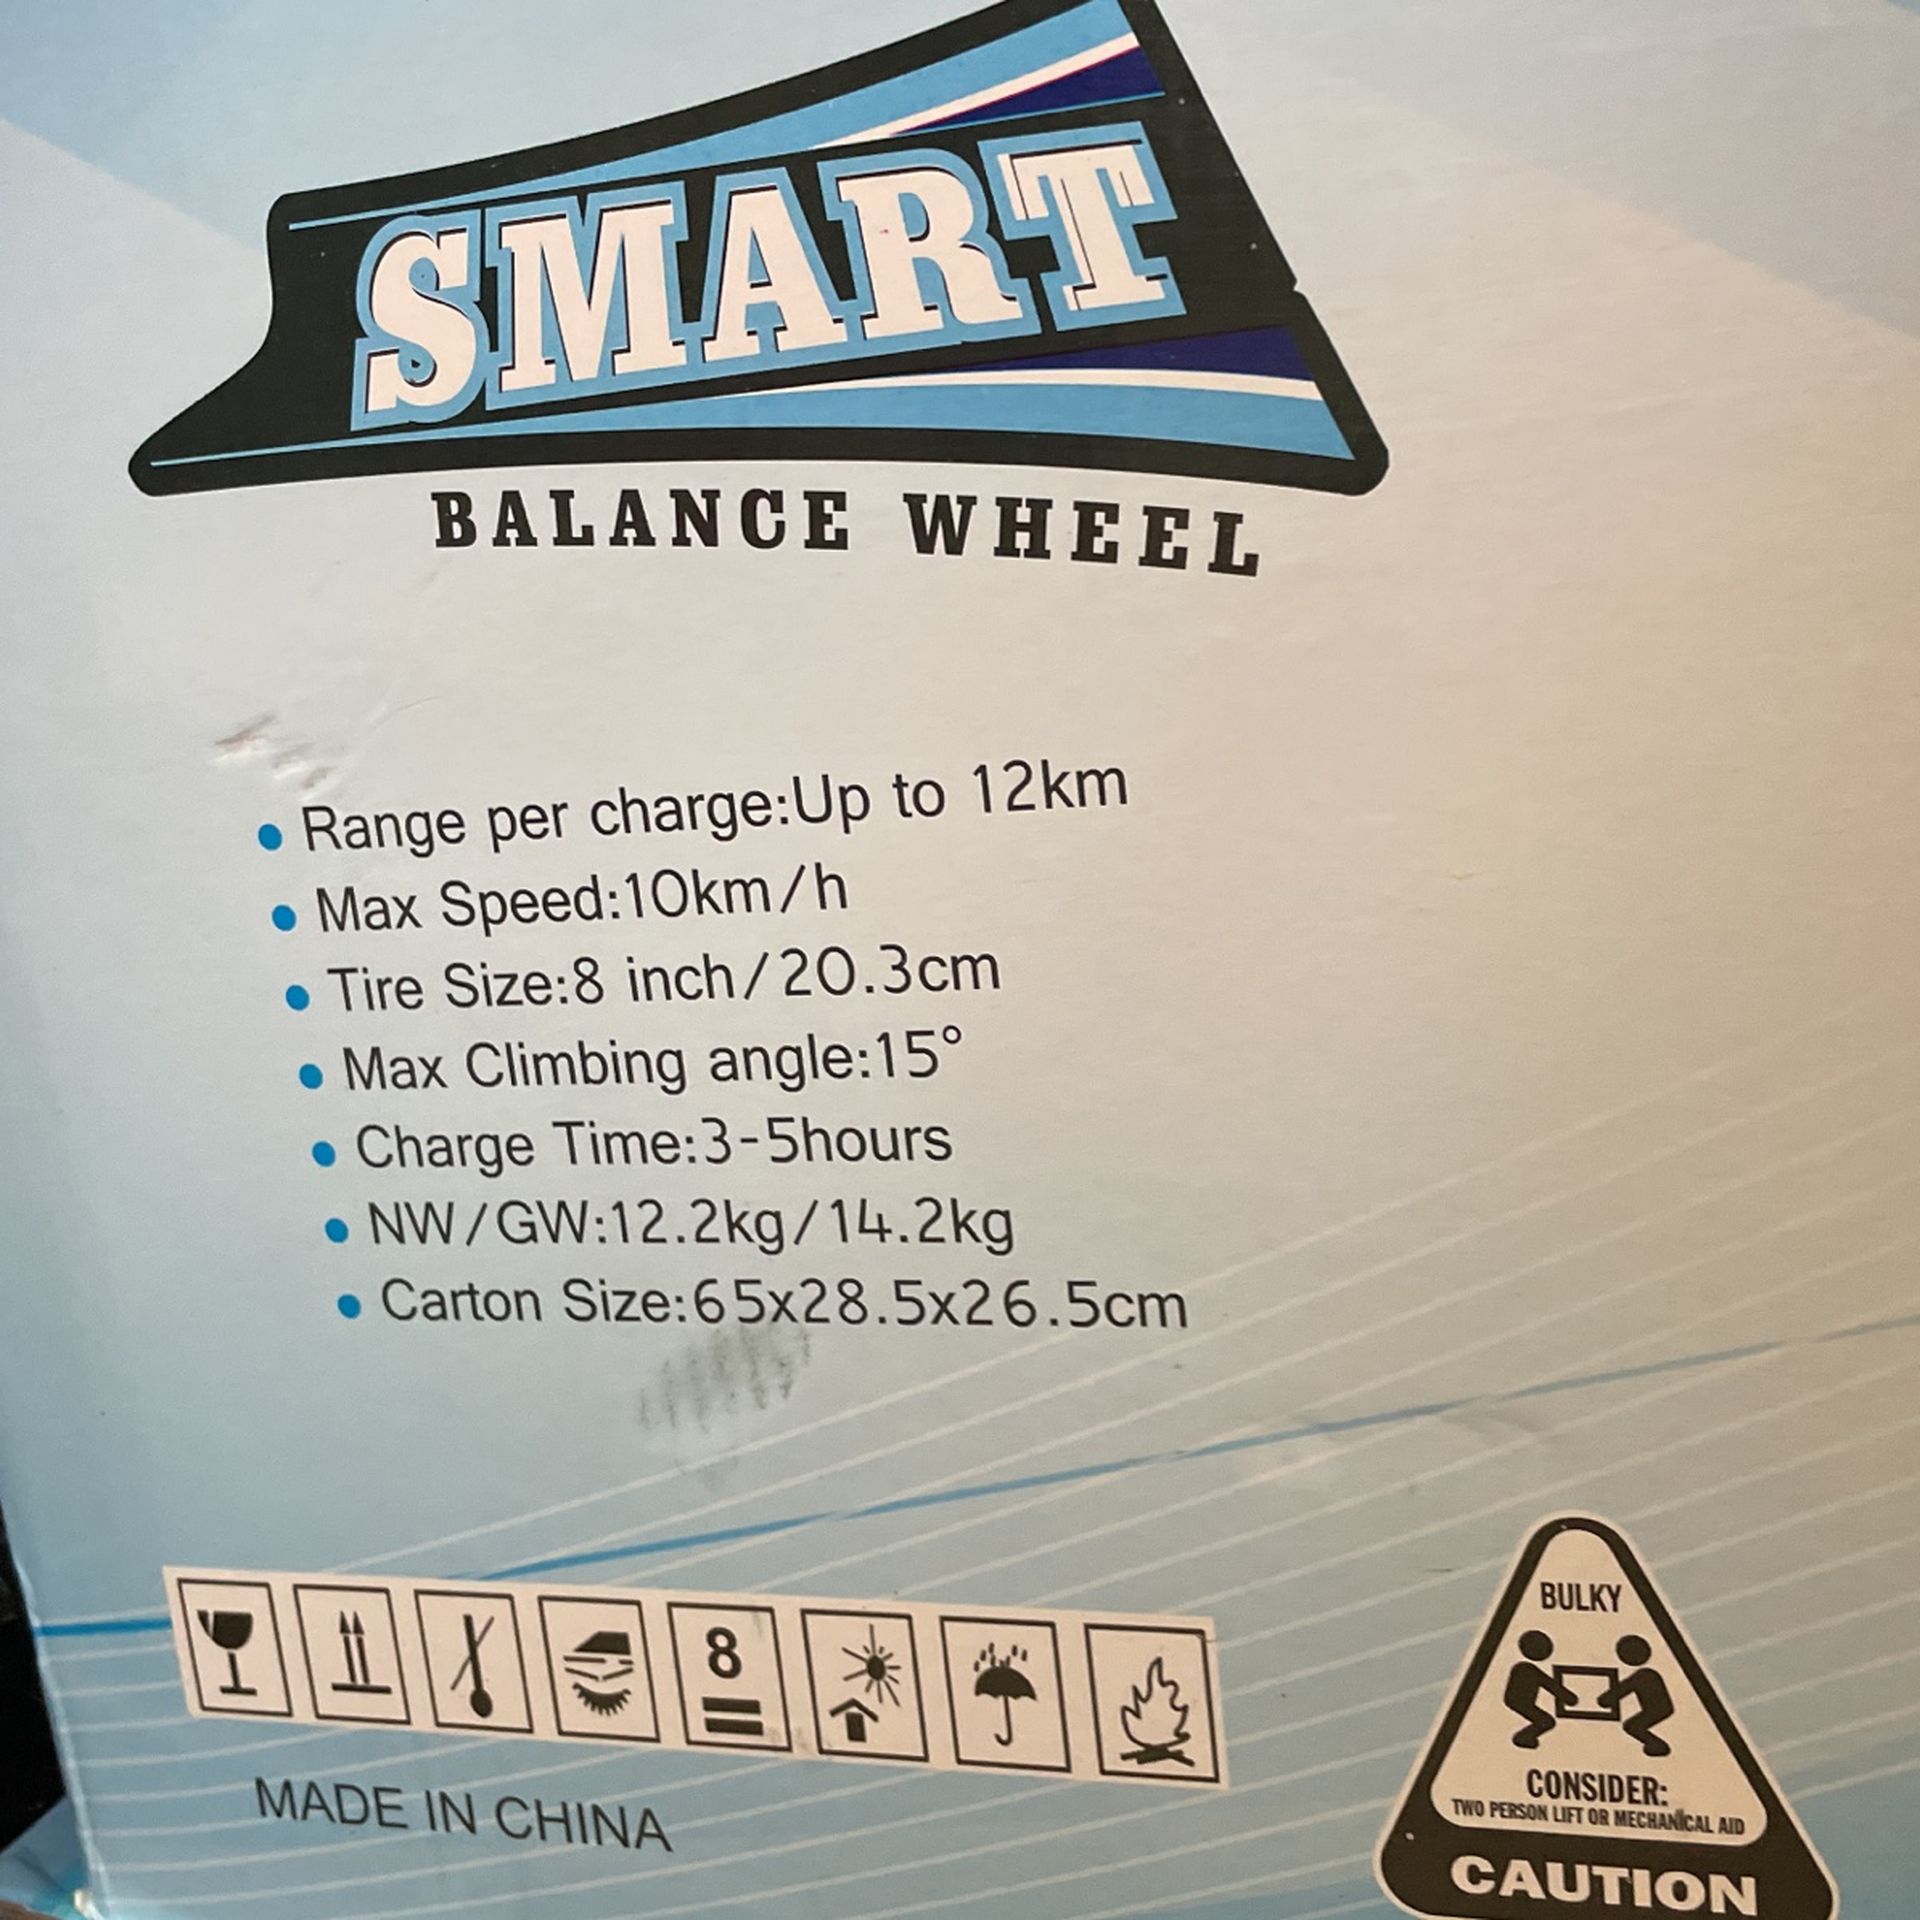 SMART
BALANCE WHEEL
• Range per charge:Up to 12km
• Max Speed:10km/h
• Tire Size:8 inch/20.3cm
• Max Climbing angle:15°
• Charge Time:3-5hours
• NW/GW:12.2kg/14.2kg
• Carton Size:65x28.5x26.5cm
8
MADE IN CHINA
BULKY
CONSIDER:
TWO PERSON LIFT OR MECHANICAL AID
CAUTION